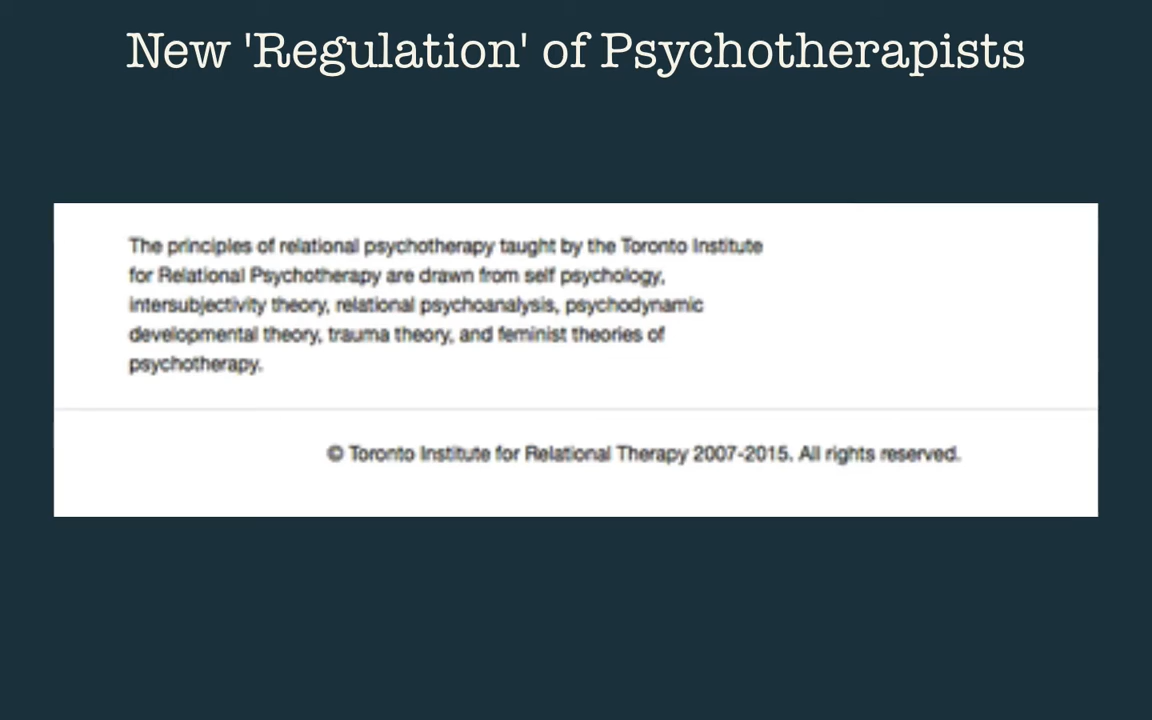 New 'Regulation' of Psychotherapists
The principles of relational psychotherapy taught by the Toronto Institute
for Relational Psychotherapy are drawn from self psychology,
intersubjectivity theory, relational psychoanalysis, psychodynamic
developmental theory, trauma theory, and feminist theories of
psychotherapy.
© Toronto Institute for Relational Therapy 2007-2015. All rights reserved.